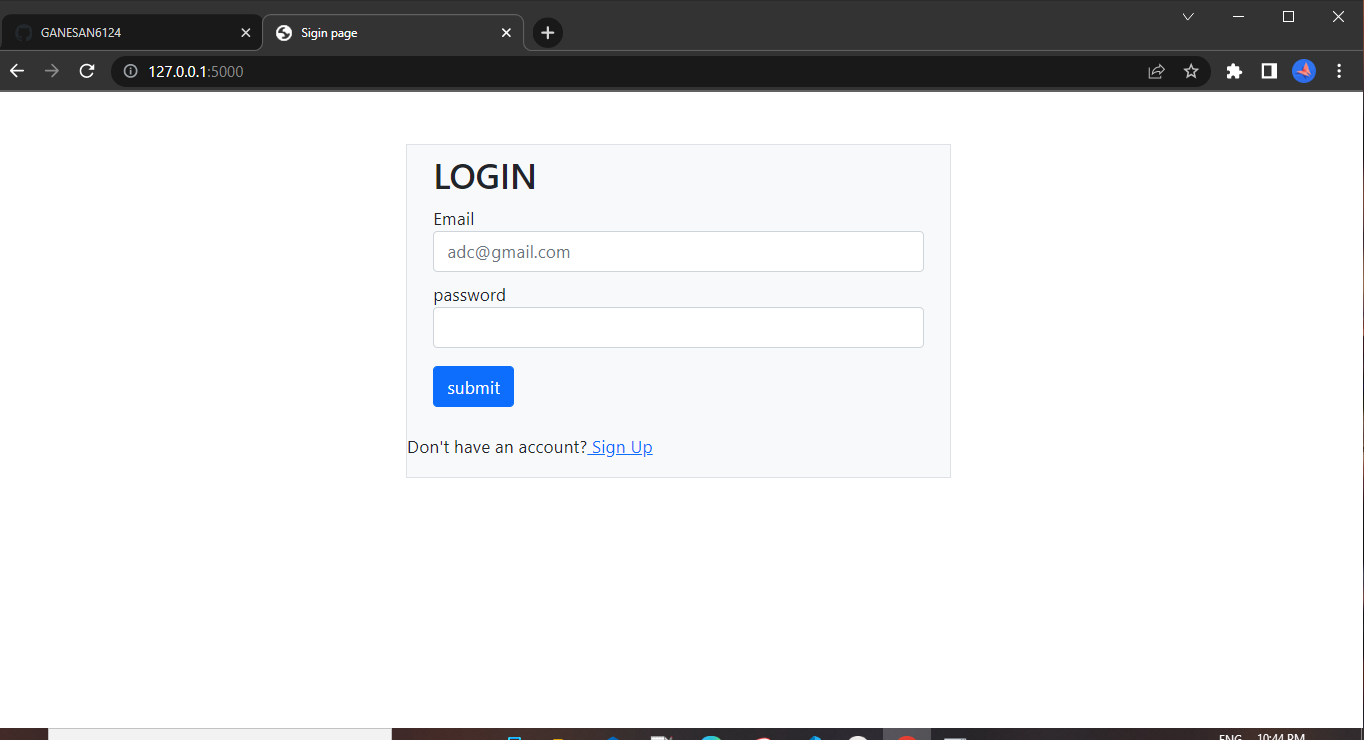 GANESAN6124
Sigin page
127.0.0.1:5000
LOGIN
Email
adc@gmail.com
password
submit
Don't have an account? Sign Up
ENG
10:44 PM